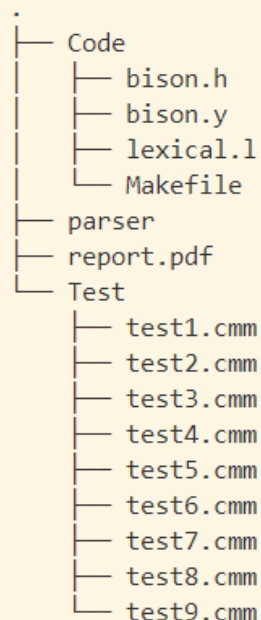 .
├── Code
│   ├── bison.h
│   ├── bison.y
│   ├── lexical.l
│   └── Makefile
├── parser
├── report.pdf
└── Test
    ├── test1.cmm
    ├── test2.cmm
    ├── test3.cmm
    ├── test4.cmm
    ├── test5.cmm
    ├── test6.cmm
    ├── test7.cmm
    ├── test8.cmm
    └── test9.cmm